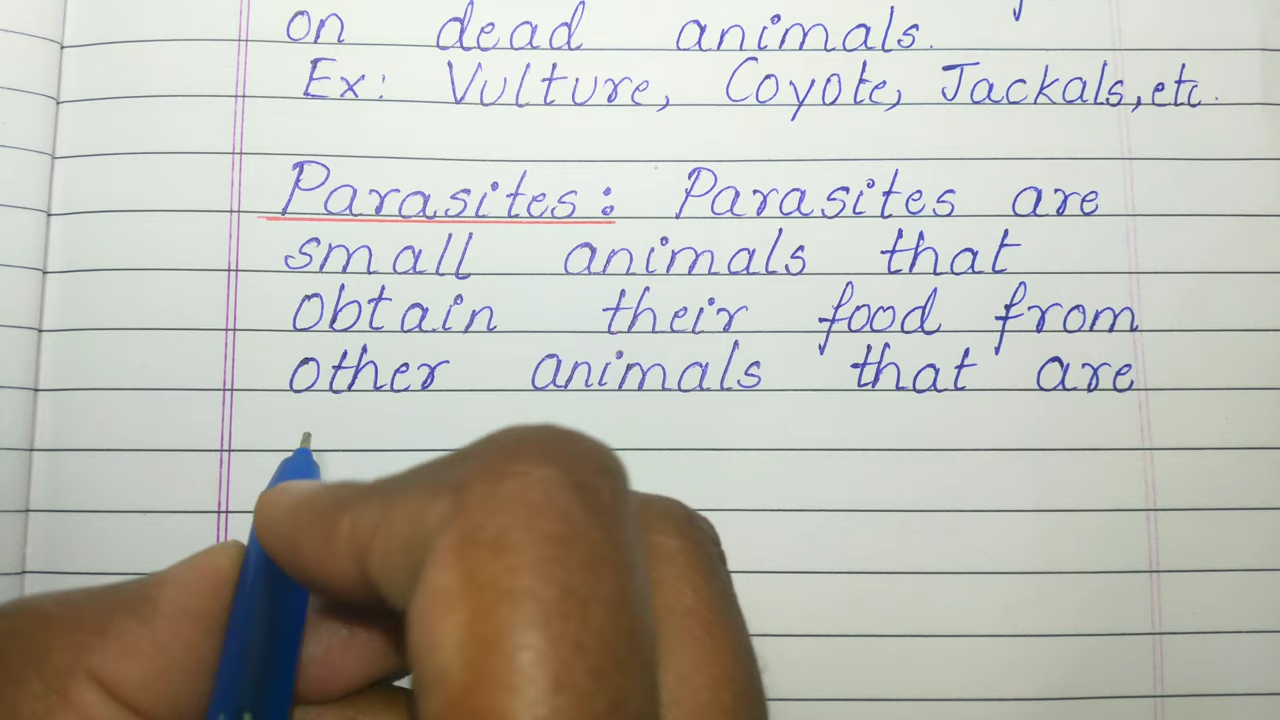 on dead animals.
Ex: Vulture, Coyote, Jackals, etc.
Parasites: Parasites are
small animals that
obtain their food from
other animals that are